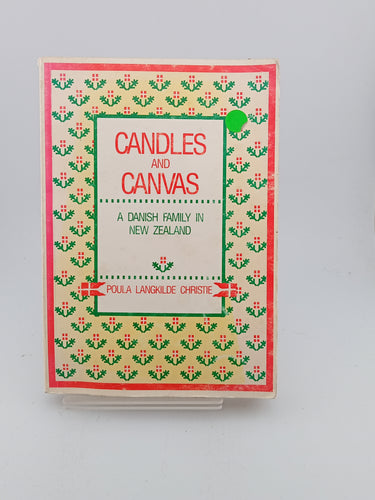 CANDLES
AND
CANVAS
A DANISH FAMILY IN
NEW ZEALAND
POULA LANGKILDE CHRISTIE